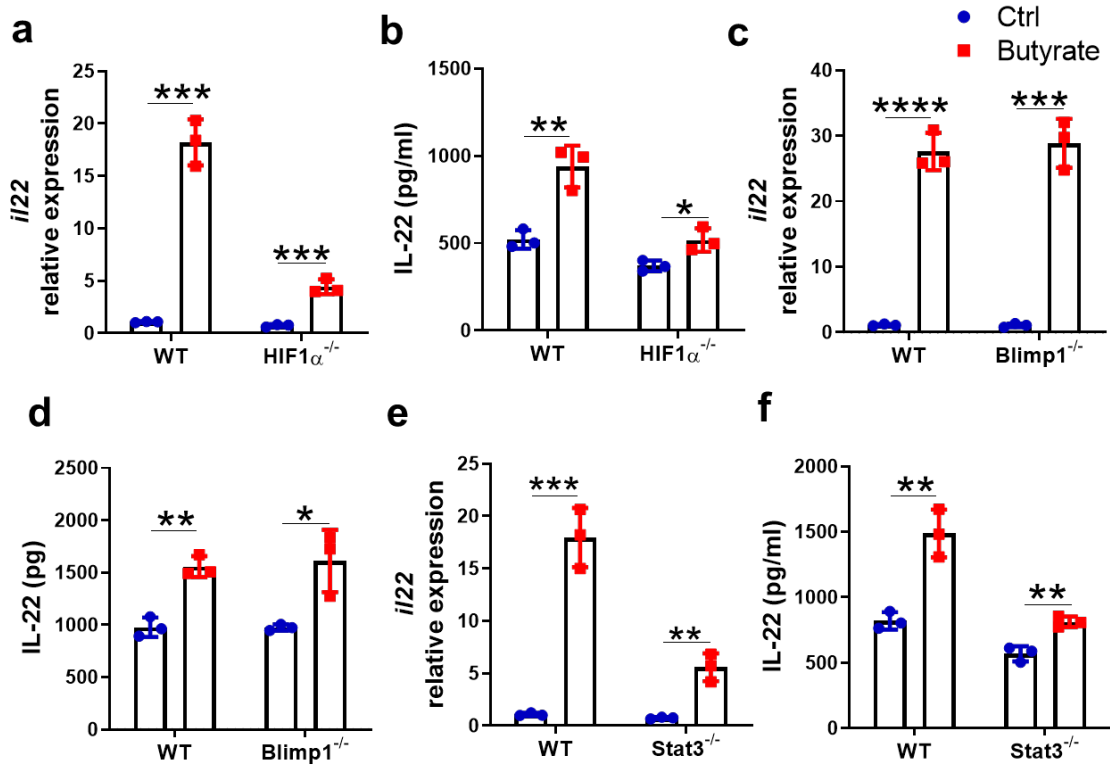 Ctrl
Butyrate
a
il22
relative expression
25
20
15
10
5
0
***
***
WT
HIF1α-/-
b
IL-22 (pg/ml)
1500
1000
500
0
**
*
WT
HIF1α-/-
c
il22
relative expression
40
30
20
10
0
****
***
WT
Blimp1-/-
d
IL-22 (pg)
2500
2000
1500
1000
500
0
**
*
WT
Blimp1-/-
e
il22
relative expression
25
20
15
10
5
0
***
**
WT
Stat3-/-
f
IL-22 (pg/ml)
2000
1500
1000
500
0
**
**
WT
Stat3-/-